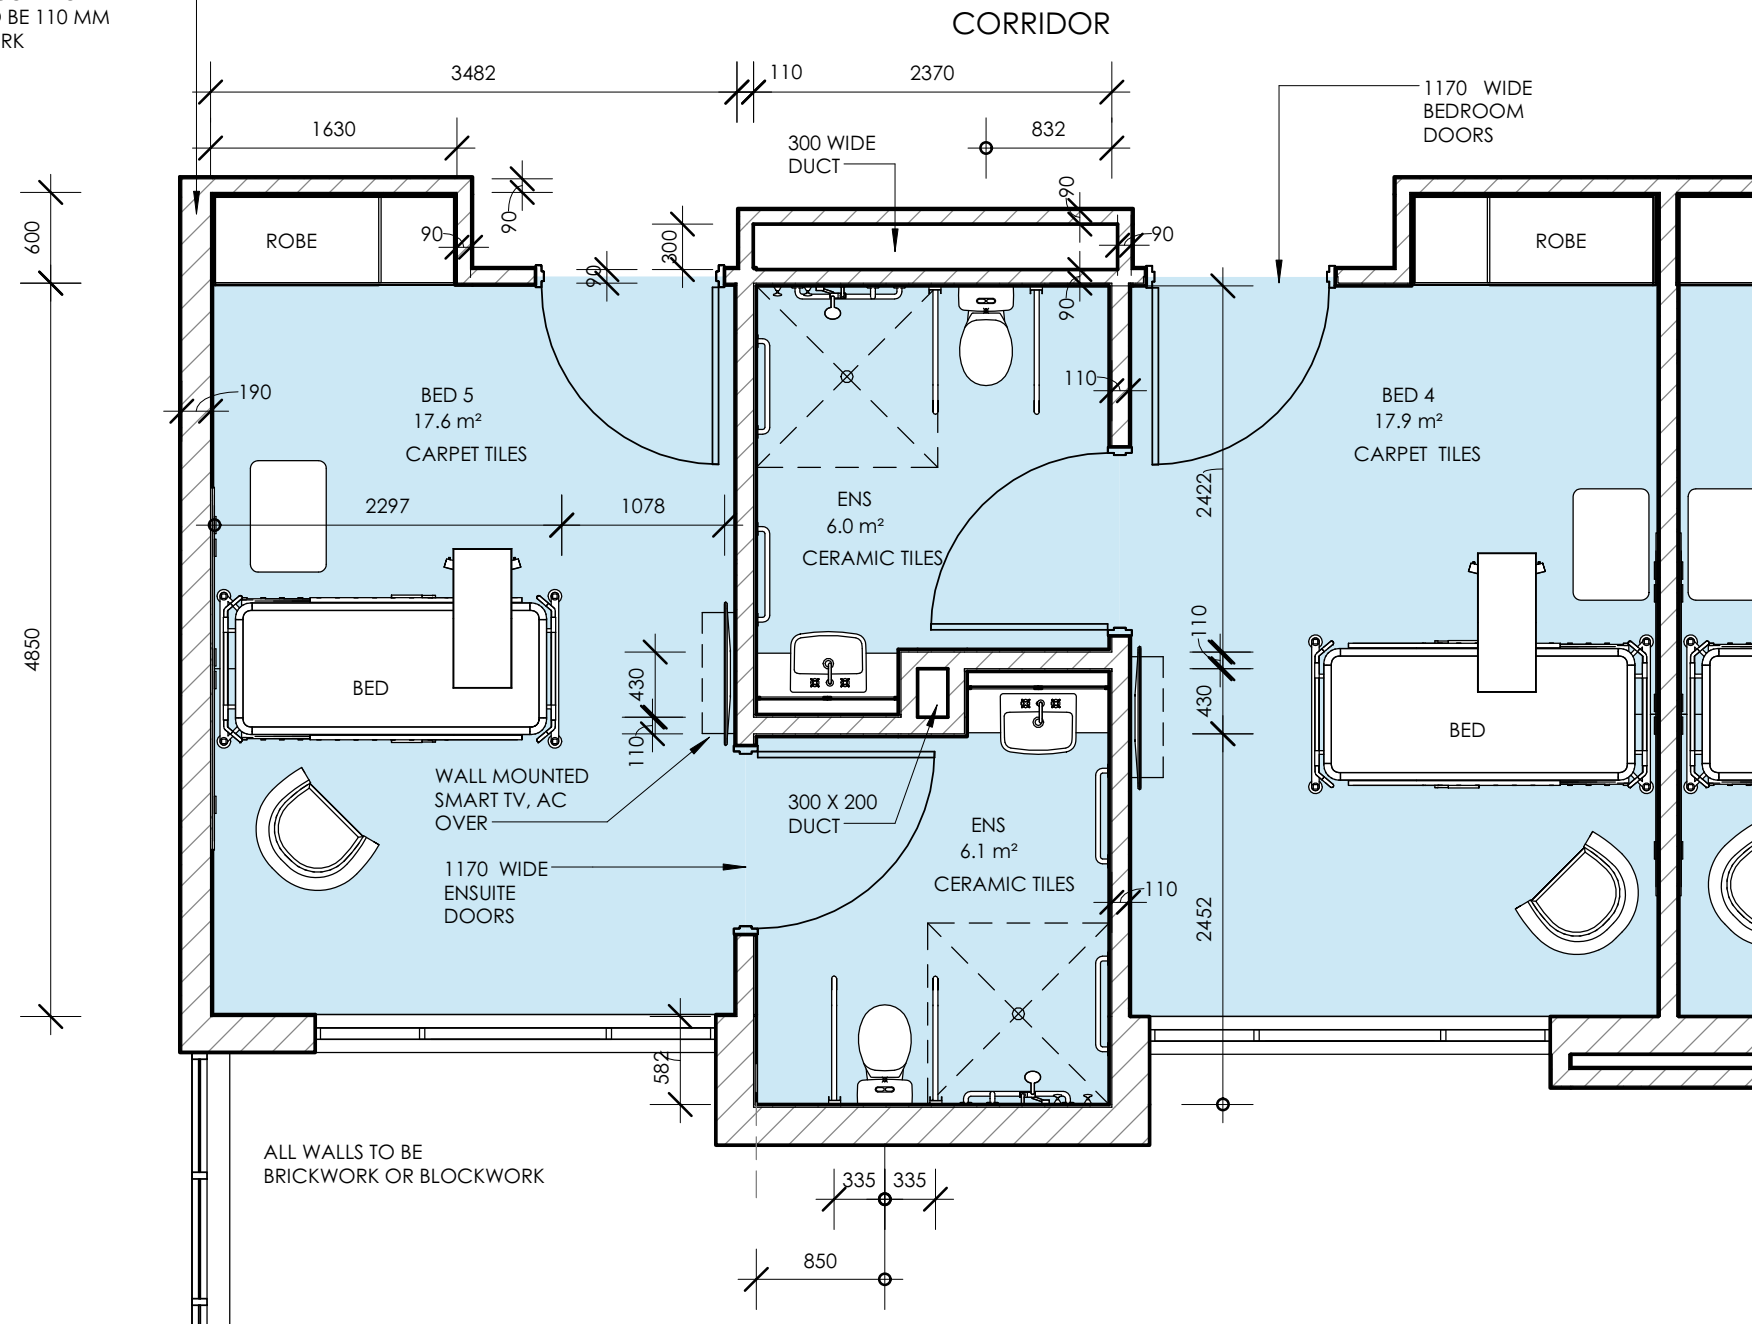 BE 110 MM
RK
CORRIDOR
3482
110
2370
1630
832
300 WIDE
DUCT
1170 WIDE
BEDROOM
DOORS
90
90
90
600
ROBE
90
300
90
90
90
ROBE
190
BED 5
17.6 m²
CARPET TILES
110
BED 4
17.9 m²
CARPET TILES
2297
1078
ENS
6.0 m²
CERAMIC TILES
2422
4850
BED
430
110
110
430
BED
WALL MOUNTED
SMART TV, AC
OVER
300 X 200
DUCT
ENS
6.1 m²
CERAMIC TILES
1170 WIDE
ENSUITE
DOORS
110
2452
582
ALL WALLS TO BE
BRICKWORK OR BLOCKWORK
335
335
850